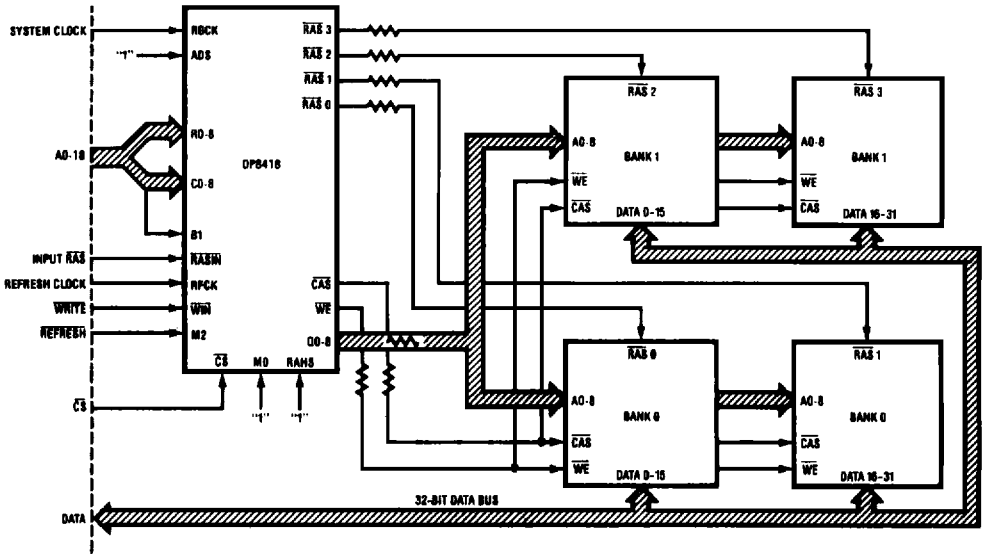 SYSTEM CLOCK
"1"
A0-18
INPUT RAS
REFRESH CLOCK
WRITE
REFRESH
CS
DATA
RGCK
ADS
R0-8
C0-8
B1
RASIN
RFCK
WIN
M2
CS M0 RAHS
"1" "1"
DP8418
RAS 3
RAS 2
RAS 1
RAS 0
CAS
WE
Q0-8
RAS 2
A0-8
BANK 1
WE
CAS
DATA 0-15
RAS 3
A0-8
BANK 1
WE
CAS
DATA 16-31
RAS 0
A0-8
BANK 0
CAS
WE
DATA 0-15
RAS 1
A0-8
BANK 0
CAS
WE
DATA 16-31
32-BIT DATA BUS